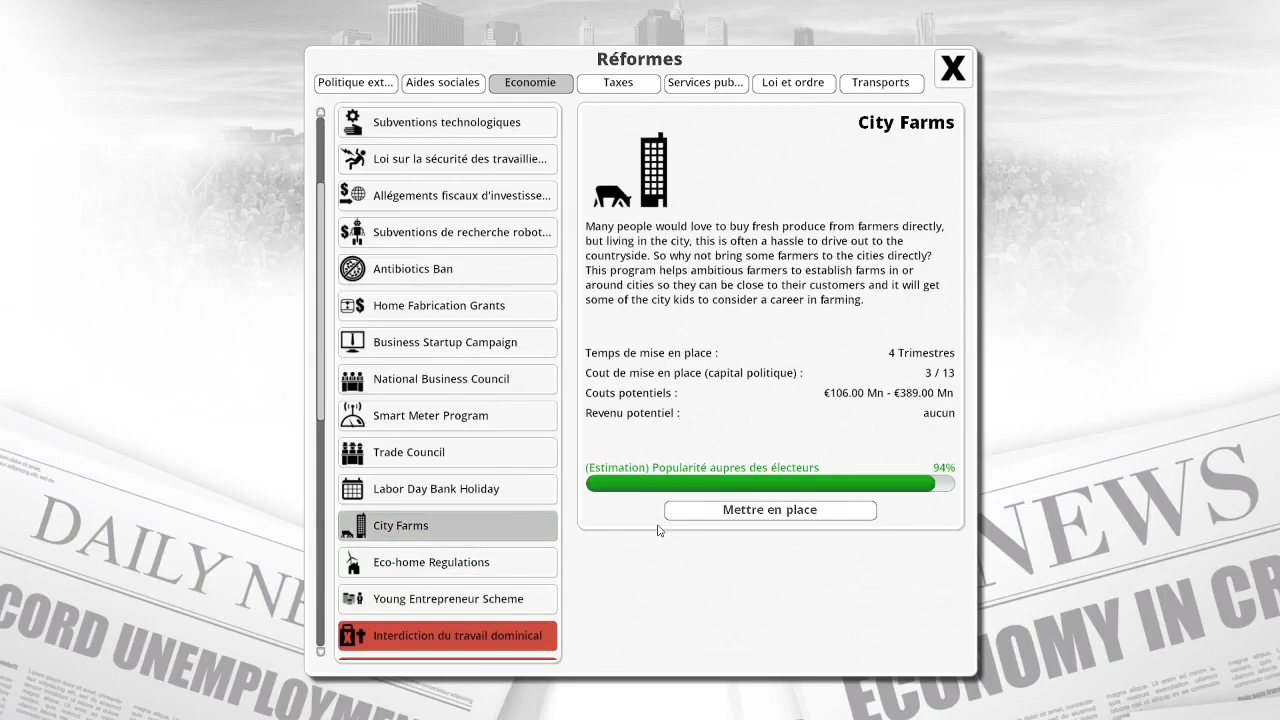 Réformes
X
Politique ext...
Aides sociales
Economie
Taxes
Services pub...
Loi et ordre
Transports
Subventions technologiques
Loi sur la sécurité des travaillie...
Allégements fiscaux d'investisse...
Subventions de recherche robot...
Antibiotics Ban
Home Fabrication Grants
Business Startup Campaign
National Business Council
Smart Meter Program
Trade Council
Labor Day Bank Holiday
City Farms
Eco-home Regulations
Young Entrepreneur Scheme
Interdiction du travail dominical
City Farms
Many people would love to buy fresh produce from farmers directly,
but living in the city, this is often a hassle to drive out to the
countryside. So why not bring some farmers to the cities directly?
This program helps ambitious farmers to establish farms in or
around cities so they can be close to their customers and it will get
some of the city kids to consider a career in farming.
Temps de mise en place : 4 Trimestres
Cout de mise en place (capital politique) : 3 / 13
Couts potentiels : €106.00 Mn - €389.00 Mn
Revenu potentiel : aucun
(Estimation) Popularité aupres des électeurs 94%
Mettre en place
DAILY NE
CORD UNEMPLOYM
NEWS
ECONOMY IN CR